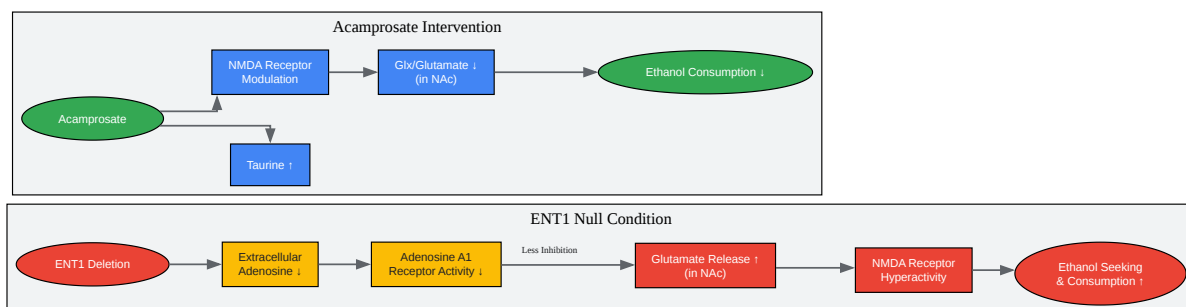 Acamprosate Intervention
NMDA Receptor
Modulation
Glx/Glutamate ↓
(in NAc)
Ethanol Consumption ↓
Acamprosate
Taurine ↑
ENT1 Null Condition
ENT1 Deletion
Extracellular
Adenosine ↓
Adenosine A1
Receptor Activity ↓
Less Inhibition
Glutamate Release ↑
(in NAc)
NMDA Receptor
Hyperactivity
Ethanol Seeking
& Consumption ↑